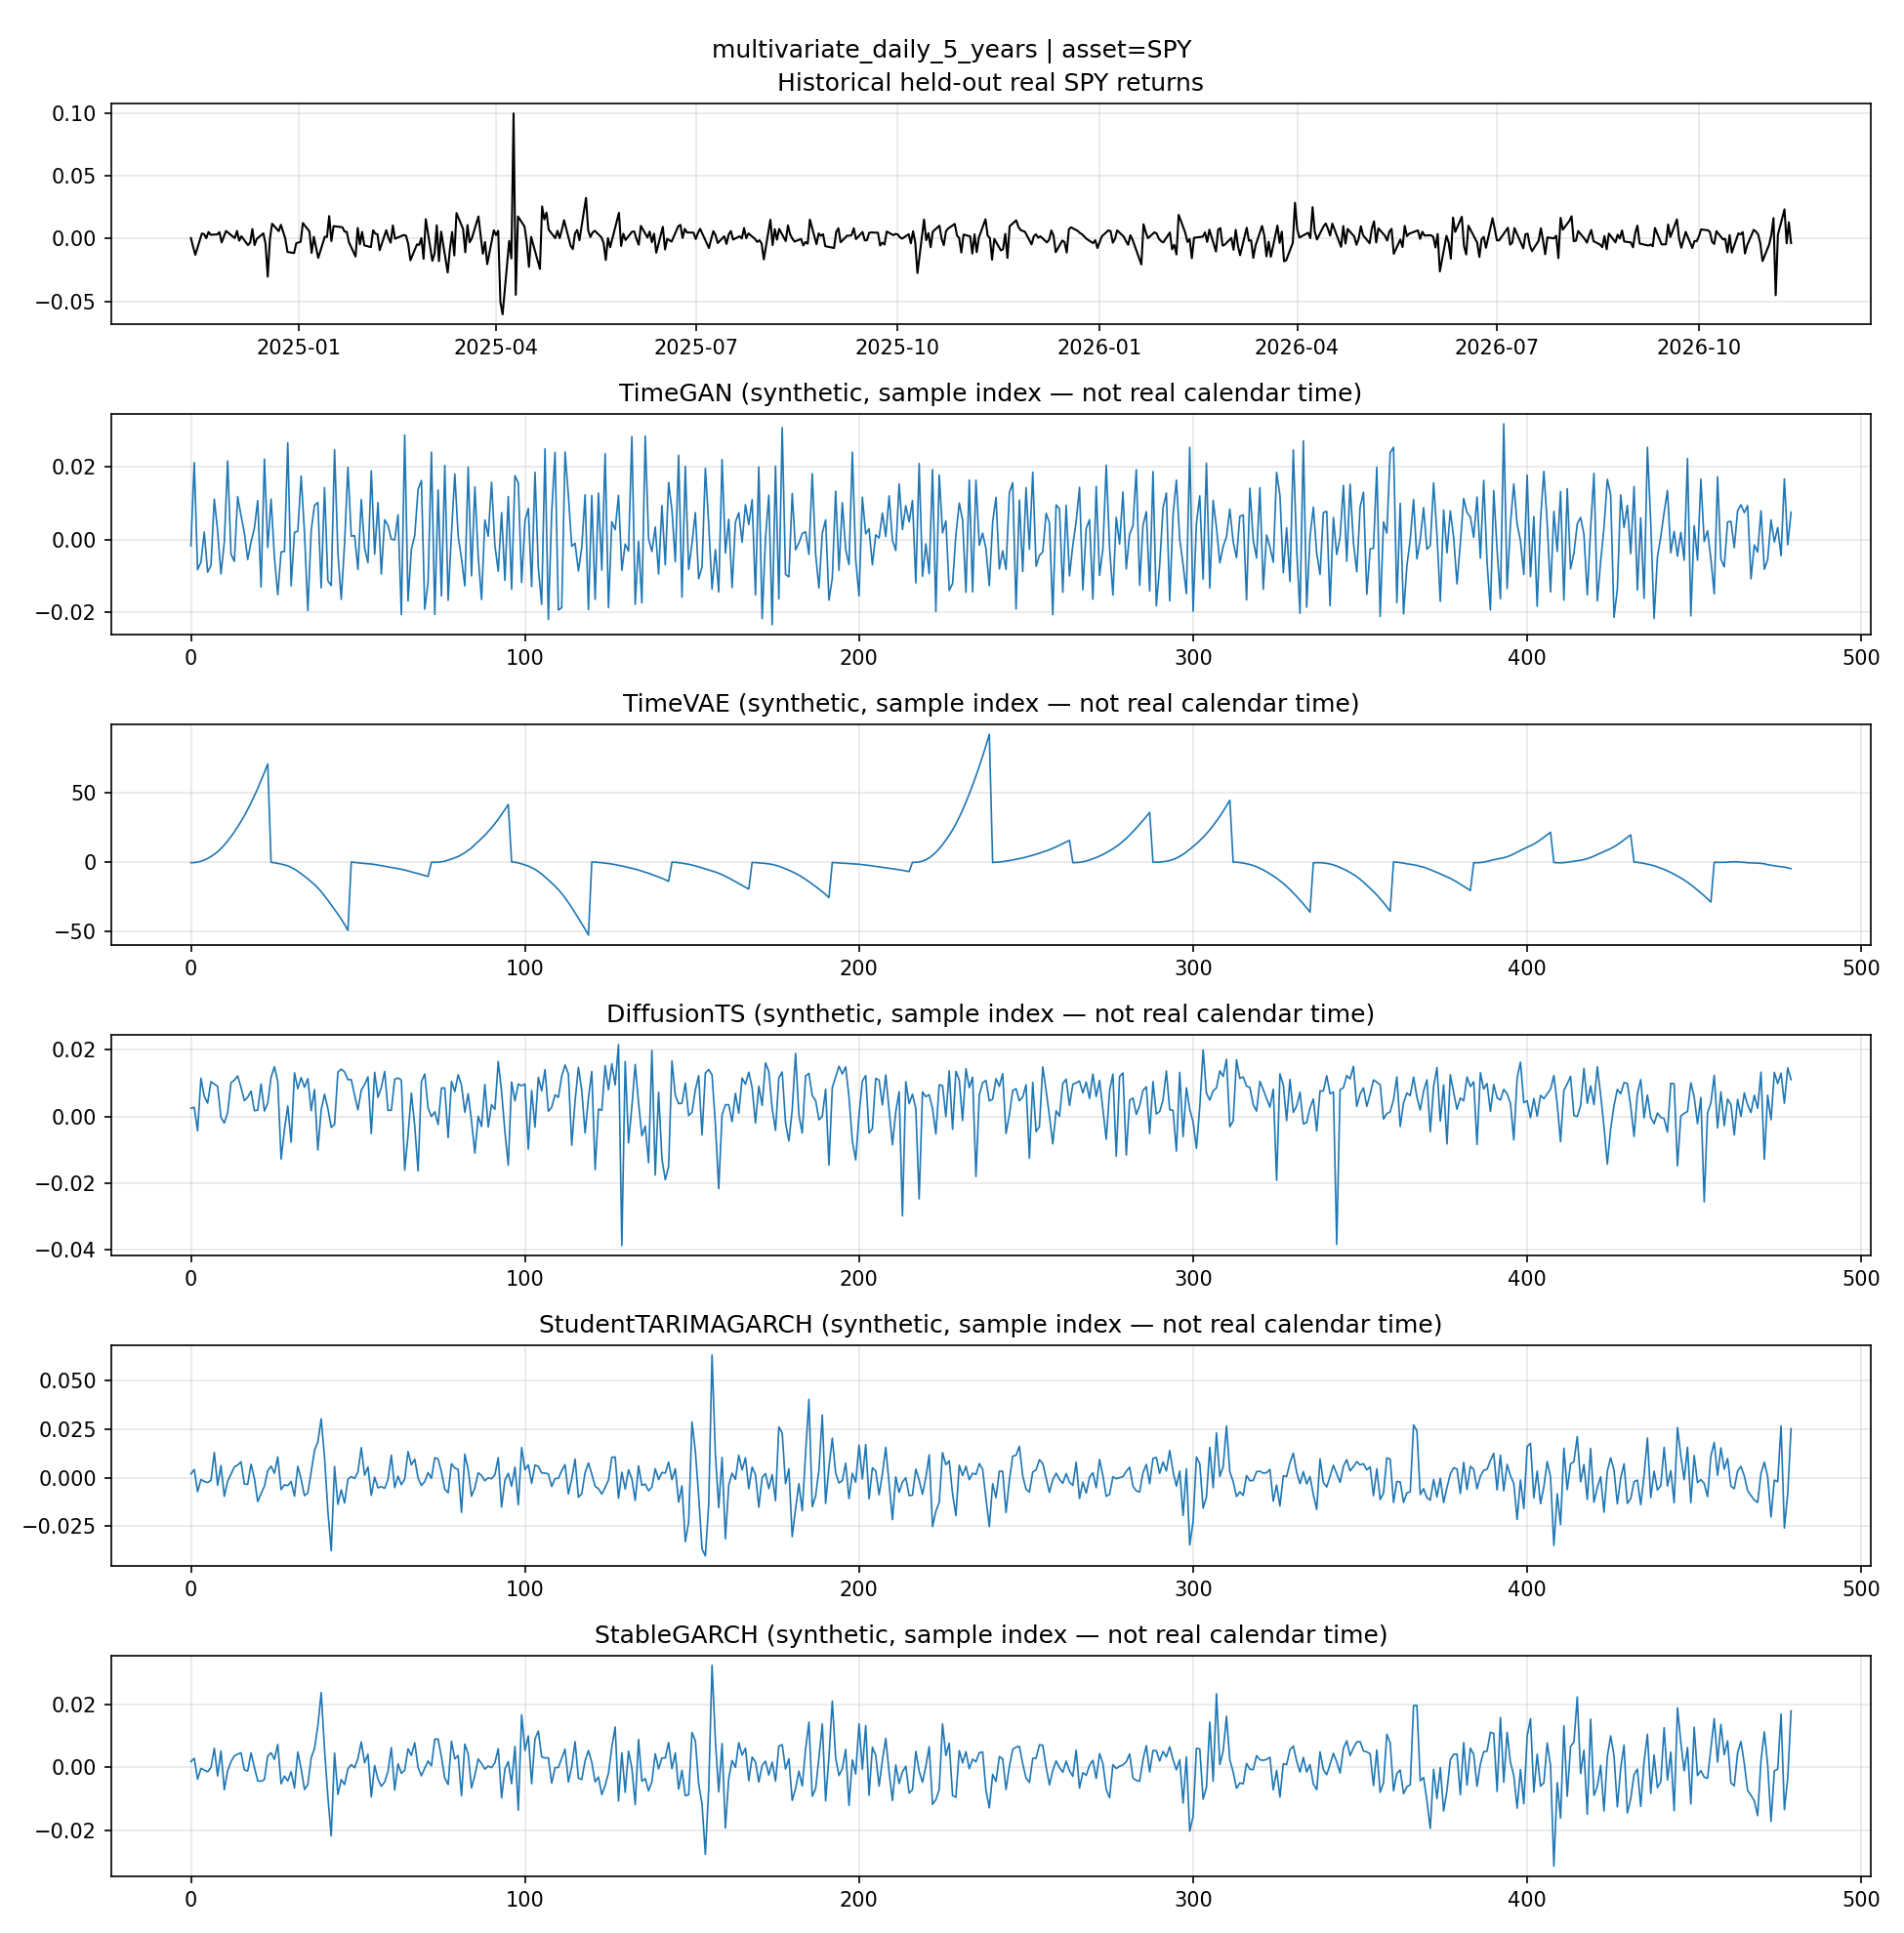 multivariate_daily_5_years | asset=SPY
Historical held-out real SPY returns
0.10
0.05
0.00
−0.05
2025-01 2025-04 2025-07 2025-10 2026-01 2026-04 2026-07 2026-10
TimeGAN (synthetic, sample index — not real calendar time)
0.02
0.00
−0.02
0 100 200 300 400 500
TimeVAE (synthetic, sample index — not real calendar time)
50
0
−50
0 100 200 300 400 500
DiffusionTS (synthetic, sample index — not real calendar time)
0.02
0.00
−0.02
−0.04
0 100 200 300 400 500
StudentTARIMAGARCH (synthetic, sample index — not real calendar time)
0.050
0.025
0.000
−0.025
0 100 200 300 400 500
StableGARCH (synthetic, sample index — not real calendar time)
0.02
0.00
−0.02
0 100 200 300 400 500